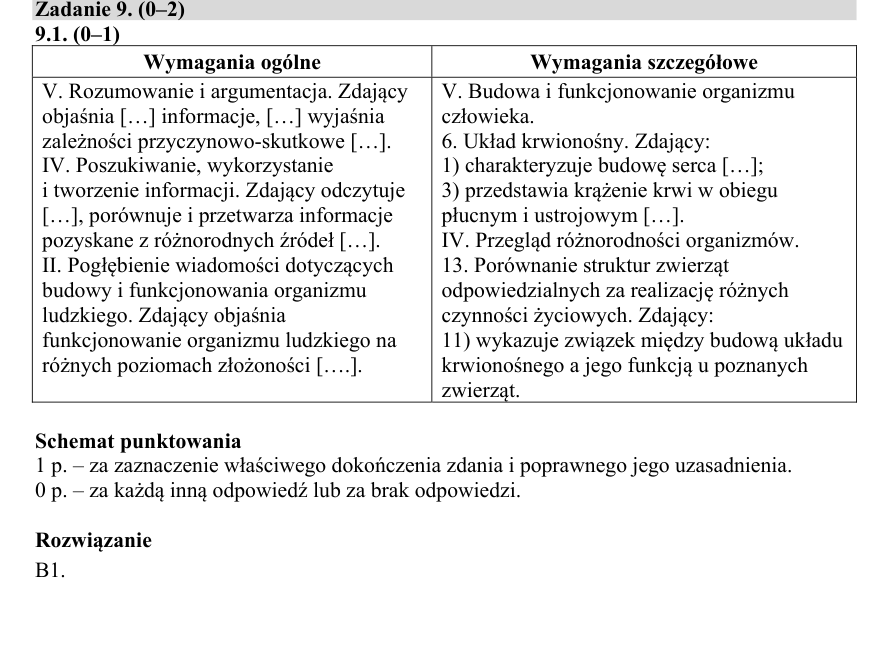 Zadanie 9. (0–2)
9.1. (0–1)
Wymagania ogólne
Wymagania szczegółowe
V. Rozumowanie i argumentacja. Zdający
objaśnia […] informacje, […] wyjaśnia
zależności przyczynowo-skutkowe […].
IV. Poszukiwanie, wykorzystanie
i tworzenie informacji. Zdający odczytuje
[…], porównuje i przetwarza informacje
pozyskane z różnorodnych źródeł […].
II. Pogłębienie wiadomości dotyczących
budowy i funkcjonowania organizmu
ludzkiego. Zdający objaśnia
funkcjonowanie organizmu ludzkiego na
różnych poziomach złożoności [….].
V. Budowa i funkcjonowanie organizmu
człowieka.
6. Układ krwionośny. Zdający:
1) charakteryzuje budowę serca […];
3) przedstawia krążenie krwi w obiegu
płucnym i ustrojowym […].
IV. Przegląd różnorodności organizmów.
13. Porównanie struktur zwierząt
odpowiedzialnych za realizację różnych
czynności życiowych. Zdający:
11) wykazuje związek między budową układu
krwionośnego a jego funkcją u poznanych
zwierząt.
Schemat punktowania
1 p. – za zaznaczenie właściwego dokończenia zdania i poprawnego jego uzasadnienia.
0 p. – za każdą inną odpowiedź lub za brak odpowiedzi.
Rozwiązanie
B1.